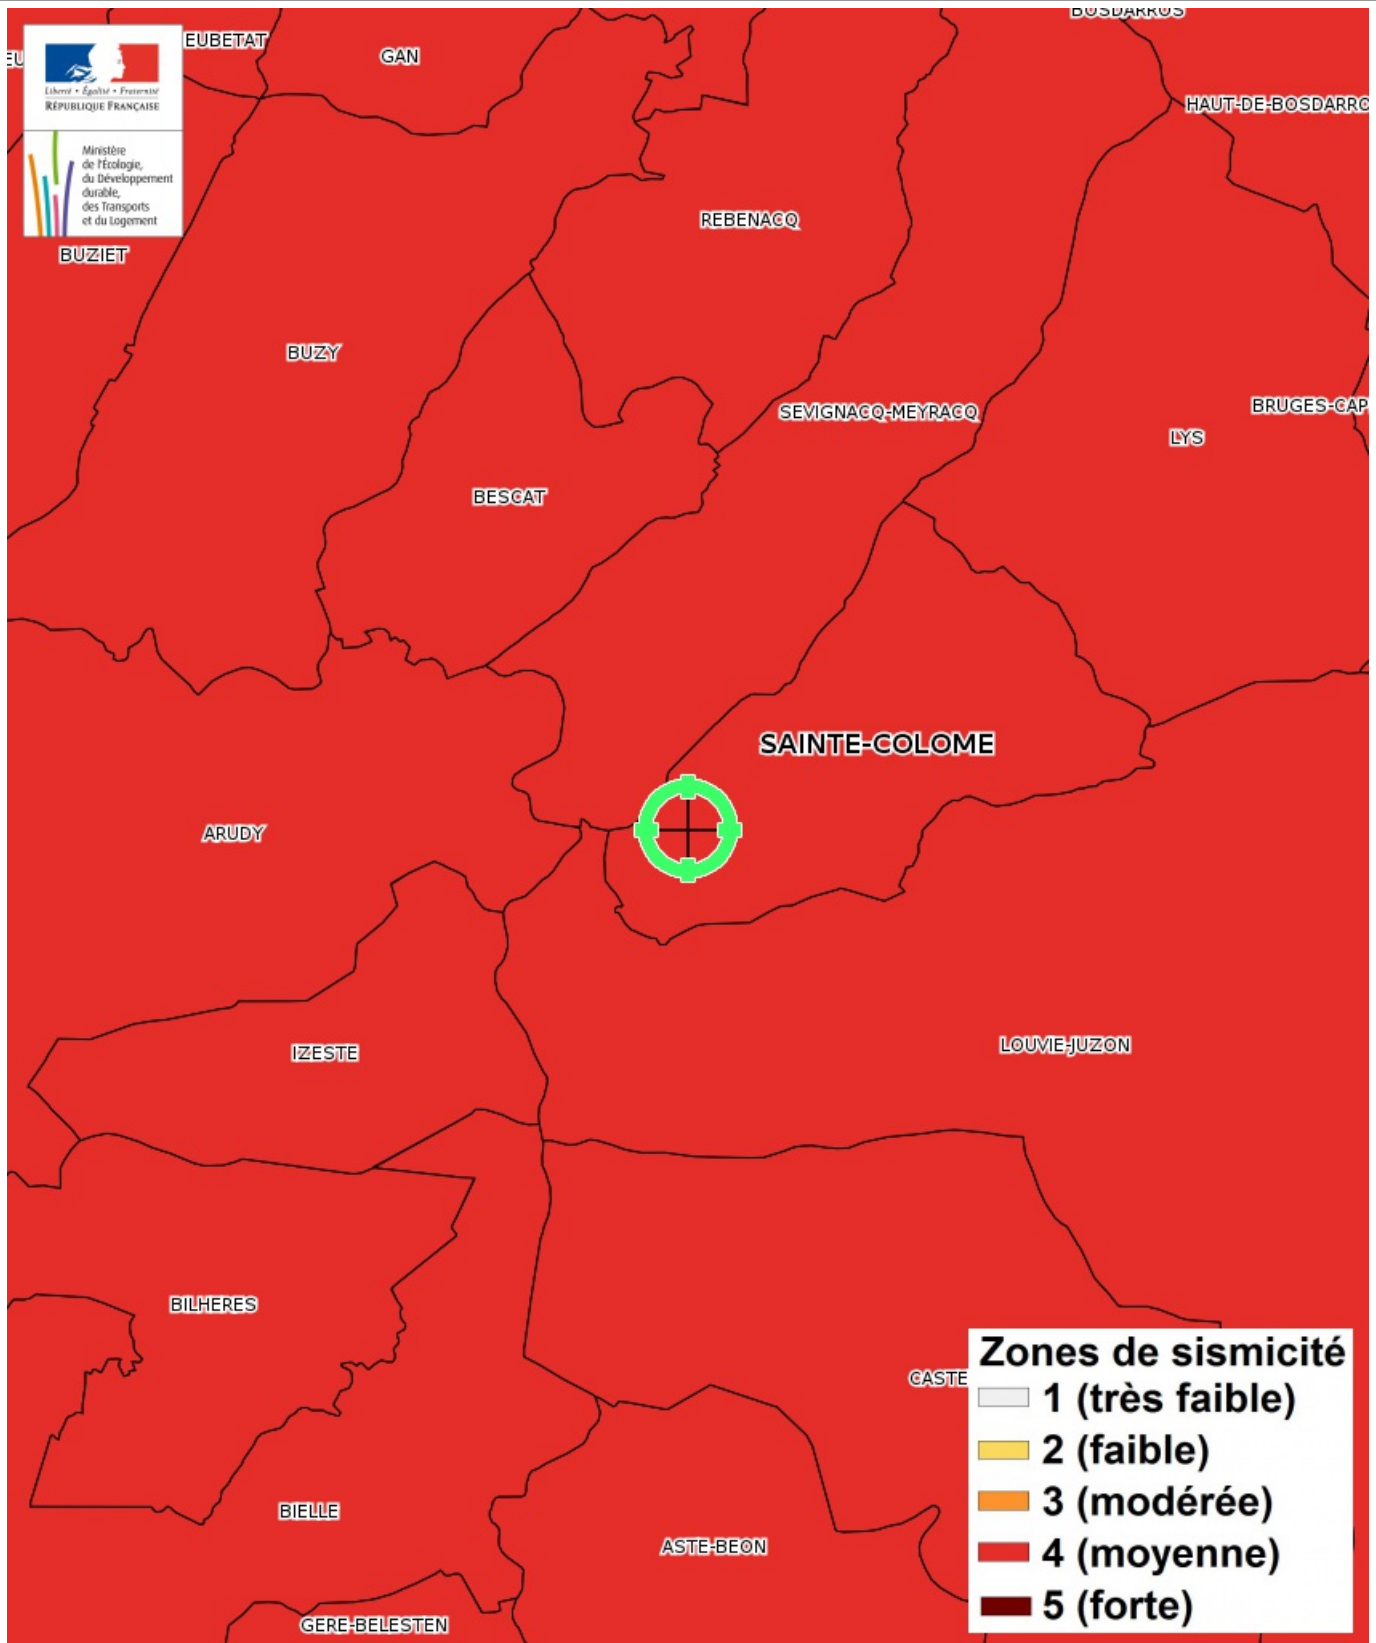 BOSDARROS
EUBETAT
GAN
EU
Liberté • Égalité • Fraternité
RÉPUBLIQUE FRANÇAISE
HAUT-DE-BOSDARRO
Ministère
de l'Écologie,
du Développement
durable,
des Transports
et du Logement
REBENACQ
BUZIET
BUZY
BRUGES-CAP
SEVIGNACQ-MEYRACQ
LYS
BESCAT
SAINTE-COLOME
ARUDY
IZESTE
LOUVIE-JUZON
BILHERES
CASTE
BIELLE
ASTE-BEON
GERE-BELESTEN
Zones de sismicité
1 (très faible)
2 (faible)
3 (modérée)
4 (moyenne)
5 (forte)